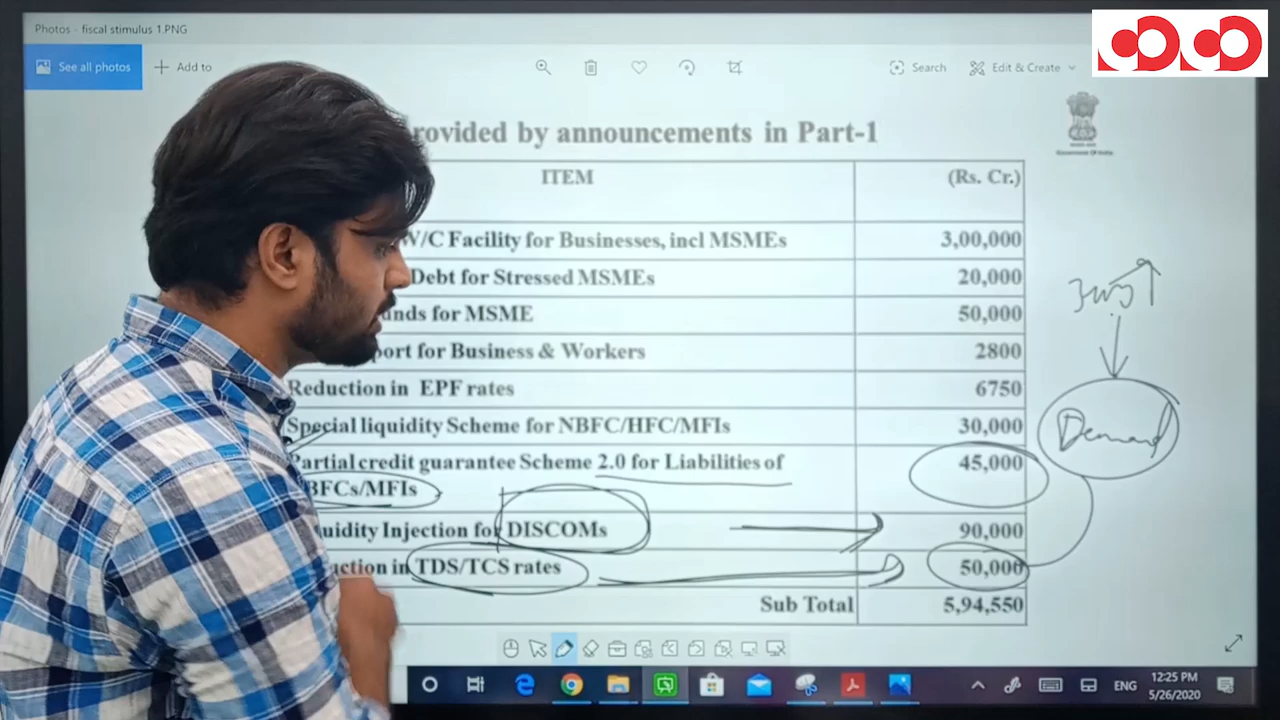 Photos - fiscal stimulus 1.PNG
See all photos
Add to
Search
Edit & Create
rovided by announcements in Part-1
Government Of India
ITEM (Rs. Cr.)
W/C Facility for Businesses, incl MSMEs 3,00,000
Debt for Stressed MSMEs 20,000
unds for MSME 50,000
port for Business & Workers 2800
Reduction in EPF rates 6750
Special liquidity Scheme for NBFC/HFC/MFIs 30,000
Partial credit guarantee Scheme 2.0 for Liabilities of 45,000
BFCs/MFIs
uidity Injection for DISCOMs 90,000
uction in TDS/TCS rates 50,000
Sub Total 5,94,550
Demand
ENG
12:25 PM
5/26/2020